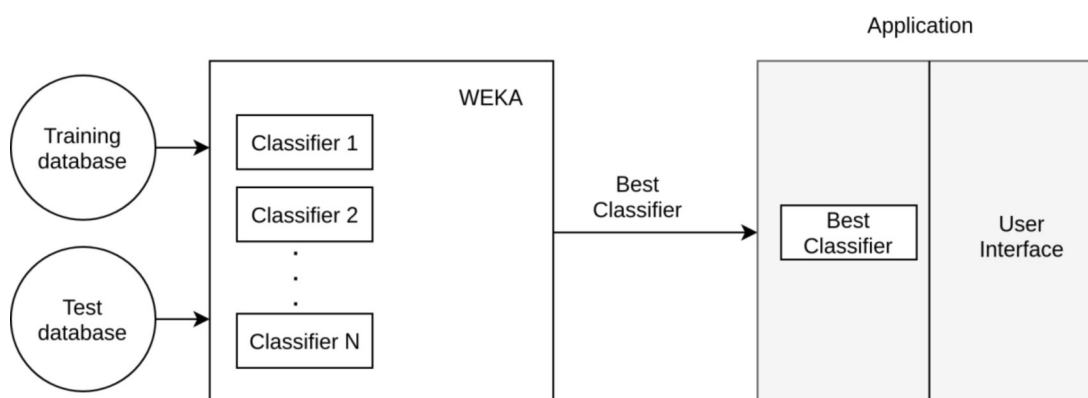 Application
WEKA
Training
database
Classifier 1
Classifier 2
.
.
.
Classifier N
Test
database
Best
Classifier
Best
Classifier
User
Interface